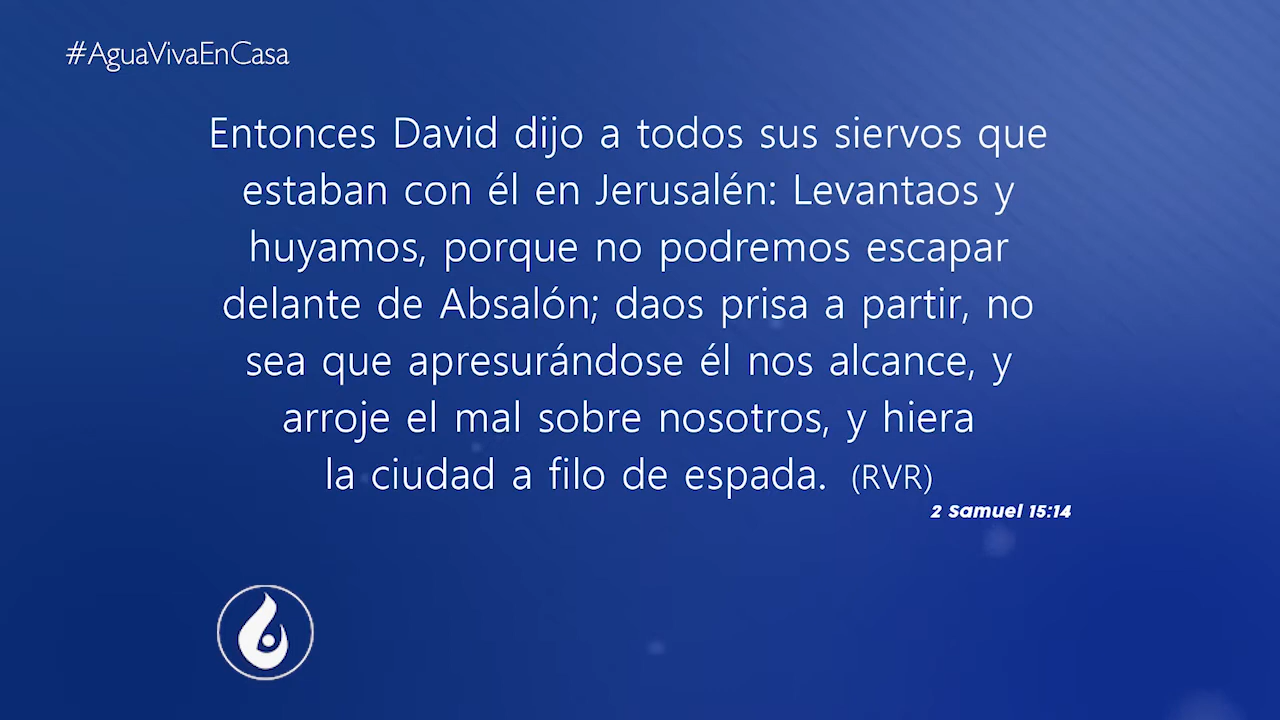 #AguaVivaEnCasa
Entonces David dijo a todos sus siervos que
estaban con él en Jerusalén: Levantaos y
huyamos, porque no podremos escapar
delante de Absalón; daos prisa a partir, no
sea que apresurándose él nos alcance, y
arroje el mal sobre nosotros, y hiera
la ciudad a filo de espada. (RVR)
2 Samuel 15:14